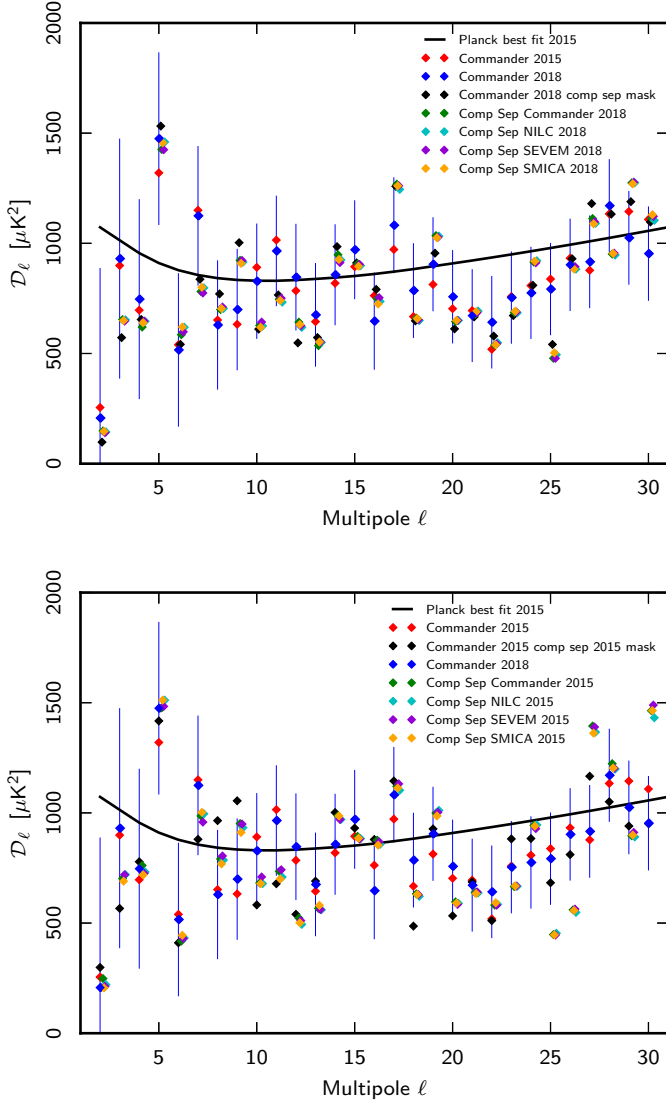 2000
1500
1000
500
0
𝒟ℓ [μK²]
Planck best fit 2015
Commander 2015
Commander 2018
Commander 2018 comp sep mask
Comp Sep Commander 2018
Comp Sep NILC 2018
Comp Sep SEVEM 2018
Comp Sep SMICA 2018
5 10 15 20 25 30
Multipole ℓ
2000
1500
1000
500
0
𝒟ℓ [μK²]
Planck best fit 2015
Commander 2015
Commander 2015 comp sep 2015 mask
Commander 2018
Comp Sep Commander 2015
Comp Sep NILC 2015
Comp Sep SEVEM 2015
Comp Sep SMICA 2015
5 10 15 20 25 30
Multipole ℓ